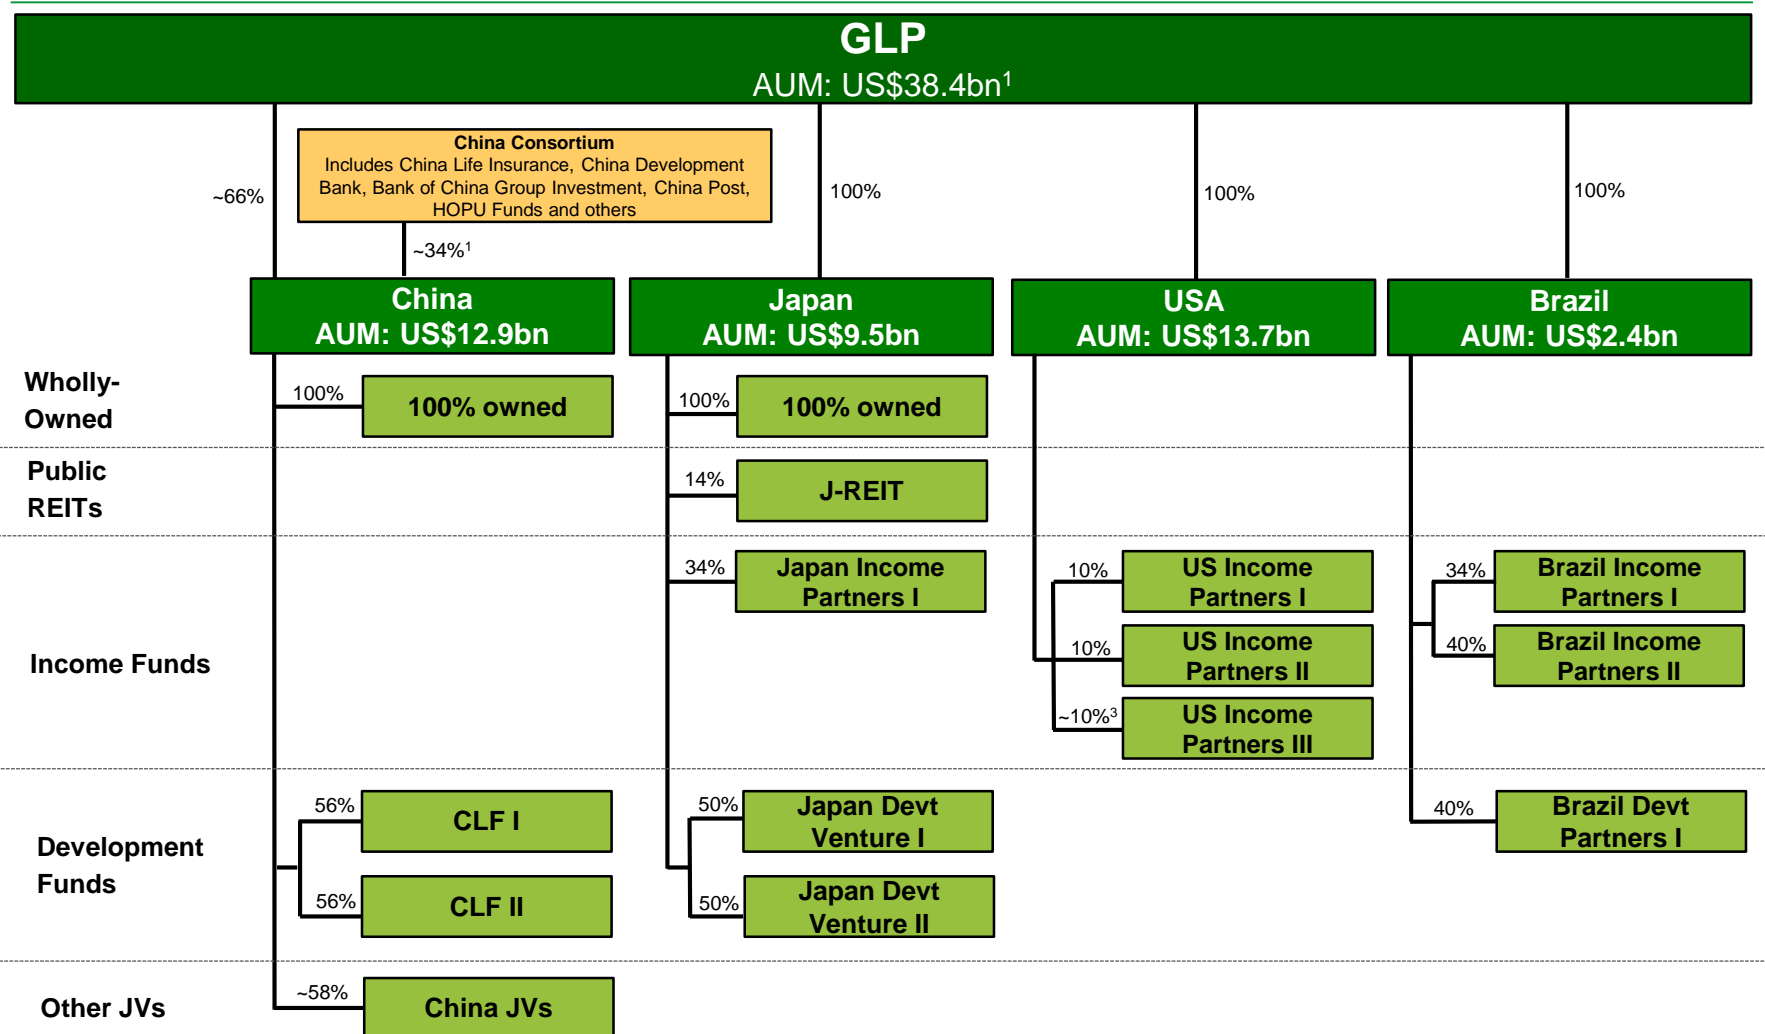 GLP
AUM: US$38.4bn¹
China Consortium
Includes China Life Insurance, China Development
Bank, Bank of China Group Investment, China Post,
HOPU Funds and others
~66%
100%
100%
100%
~34%¹
China
AUM: US$12.9bn
Japan
AUM: US$9.5bn
USA
AUM: US$13.7bn
Brazil
AUM: US$2.4bn
Wholly-
Owned
100%
100% owned
100%
100% owned
Public
REITs
14%
J-REIT
Income Funds
34%
Japan Income
Partners I
10%
US Income
Partners I
10%
US Income
Partners II
~10%³
US Income
Partners III
34%
Brazil Income
Partners I
40%
Brazil Income
Partners II
Development
Funds
56%
CLF I
56%
CLF II
50%
Japan Devt
Venture I
50%
Japan Devt
Venture II
40%
Brazil Devt
Partners I
Other JVs
~58%
China JVs